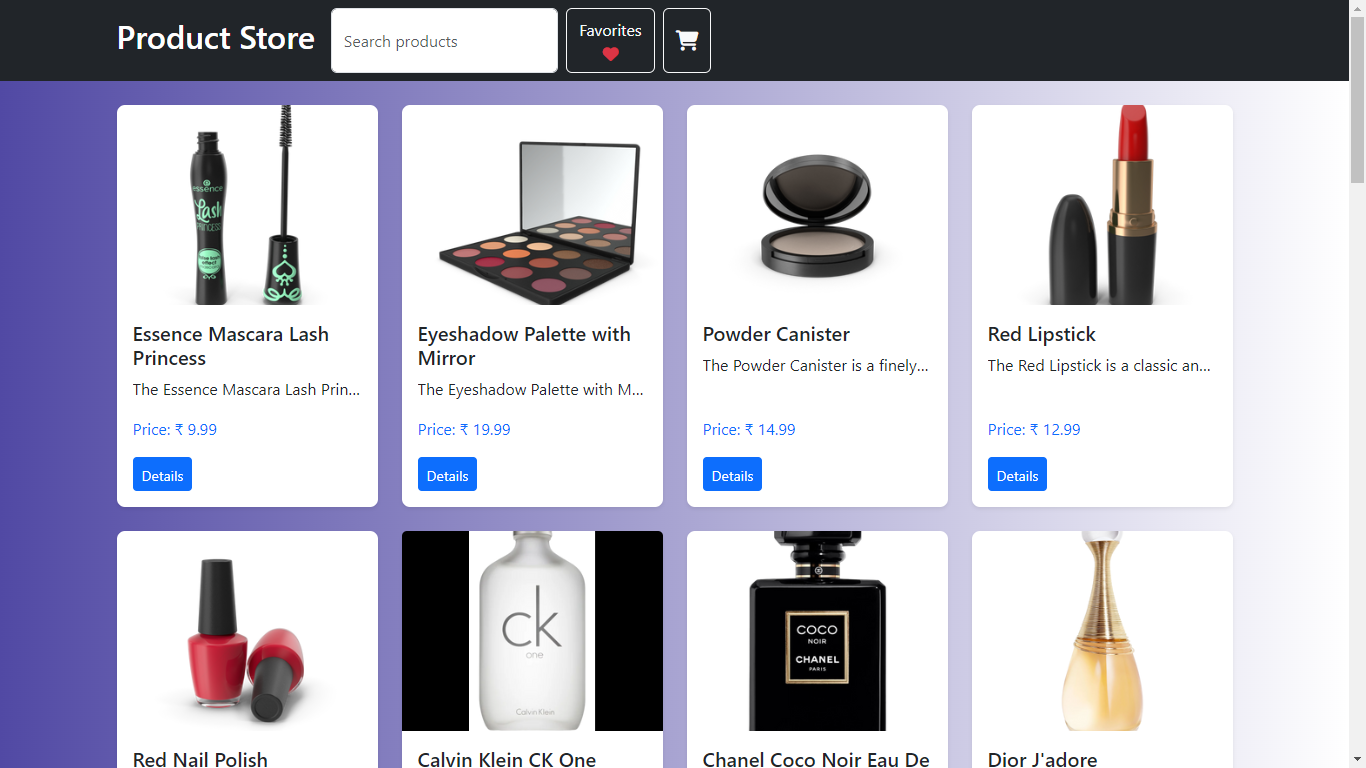 Product Store
Search products
Favorites
essence
Lash
PRINCESS
false lash
effect
Essence Mascara Lash
Princess
The Essence Mascara Lash Prin...
Price: ₹ 9.99
Details
Eyeshadow Palette with
Mirror
The Eyeshadow Palette with M...
Price: ₹ 19.99
Details
Powder Canister
The Powder Canister is a finely...
Price: ₹ 14.99
Details
Red Lipstick
The Red Lipstick is a classic an...
Price: ₹ 12.99
Details
Red Nail Polish
ck
one
Calvin Klein
Calvin Klein CK One
COCO
NOIR
CHANEL
PARIS
Chanel Coco Noir Eau De
Dior J'adore